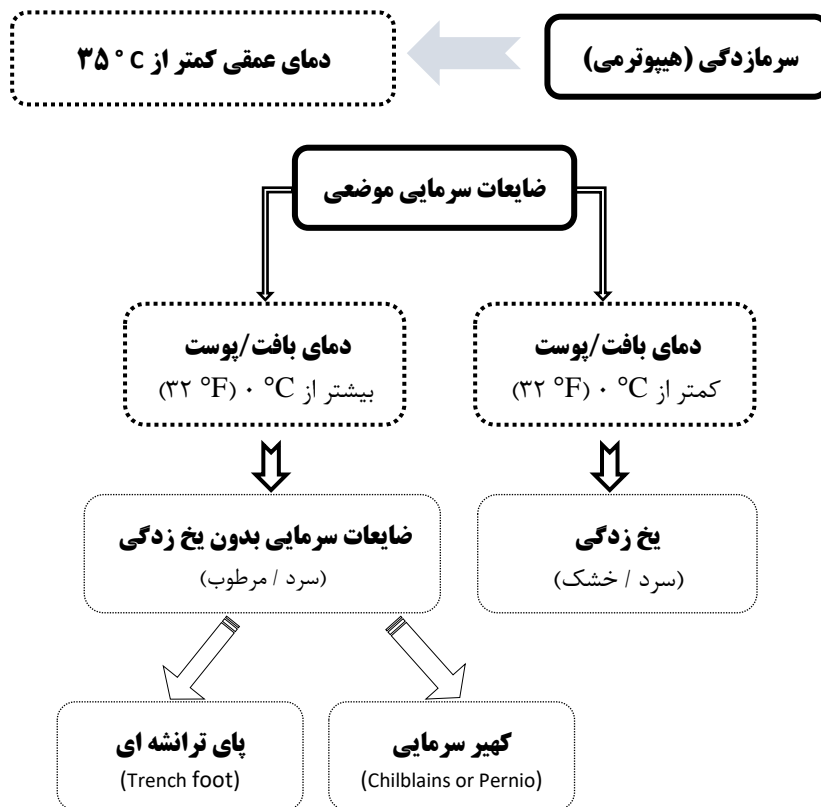 سرمازدگی (هیپوترمی)
دمای عمقی کمتر از ۳۵ ° C
ضایعات سرمایی موضعی
دمای بافت/پوست
کمتر از ۰ °C (۳۲ °F)
دمای بافت/پوست
بیشتر از ۰ °C (۳۲ °F)
یخ زدگی
(سرد / خشک)
ضایعات سرمایی بدون یخ زدگی
(سرد / مرطوب)
کهیر سرمایی
(Chilblains or Pernio)
پای ترانشه ای
(Trench foot)